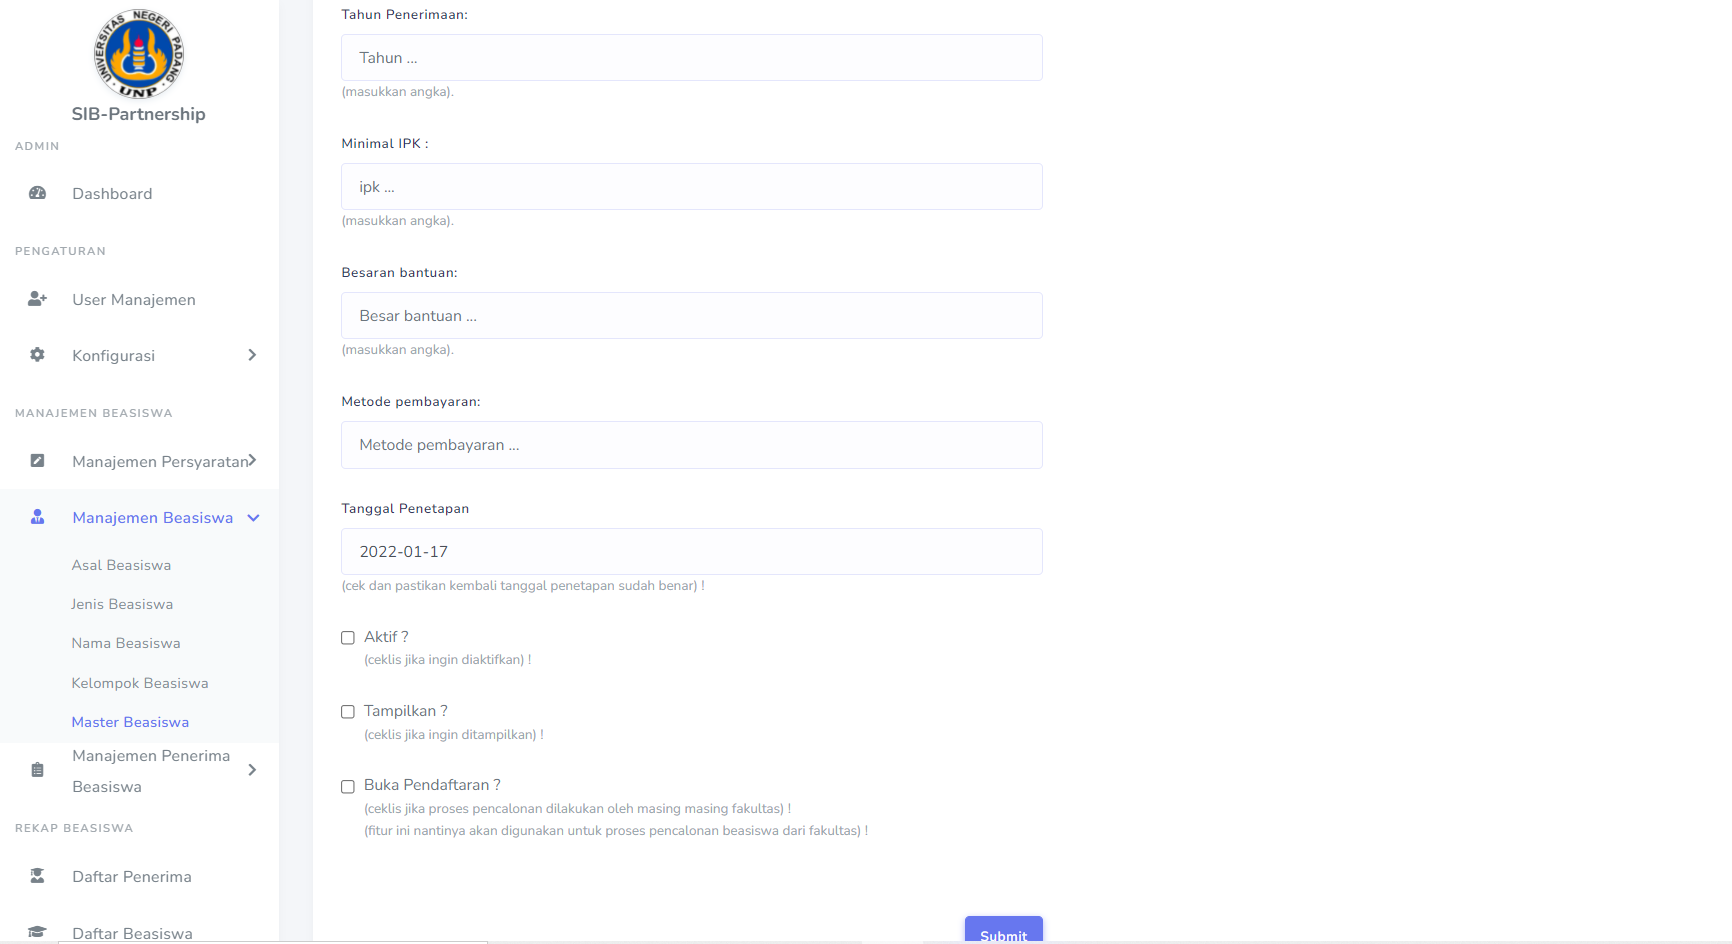 UNIVERSITAS NEGERI PADANG
UNP
SIB-Partnership
ADMIN
Dashboard
PENGATURAN
User Manajemen
Konfigurasi
MANAJEMEN BEASISWA
Manajemen Persyaratan
Manajemen Beasiswa
Asal Beasiswa
Jenis Beasiswa
Nama Beasiswa
Kelompok Beasiswa
Master Beasiswa
Manajemen Penerima
Beasiswa
REKAP BEASISWA
Daftar Penerima
Daftar Beasiswa
Tahun Penerimaan:
Tahun ...
(masukkan angka).
Minimal IPK :
ipk ...
(masukkan angka).
Besaran bantuan:
Besar bantuan ...
(masukkan angka).
Metode pembayaran:
Metode pembayaran ...
Tanggal Penetapan
2022-01-17
(cek dan pastikan kembali tanggal penetapan sudah benar) !
Aktif ?
(ceklis jika ingin diaktifkan) !
Tampilkan ?
(ceklis jika ingin ditampilkan) !
Buka Pendaftaran ?
(ceklis jika proses pencalonan dilakukan oleh masing masing fakultas) !
(fitur ini nantinya akan digunakan untuk proses pencalonan beasiswa dari fakultas) !
Submit